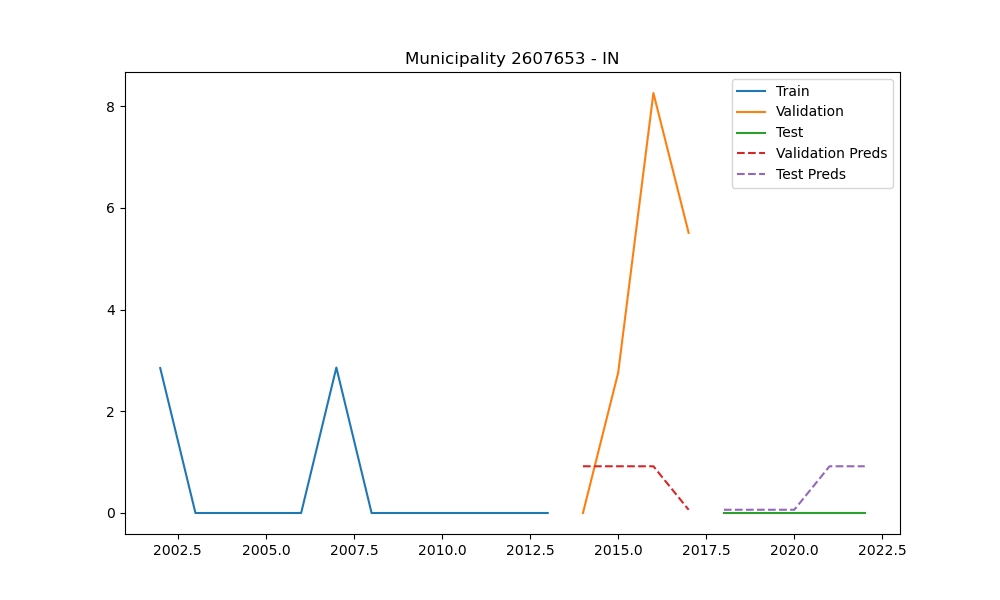 Municipality 2607653 - IN
Train
Validation
Test
Validation Preds
Test Preds
8
6
4
2
0
2002.5 2005.0 2007.5 2010.0 2012.5 2015.0 2017.5 2020.0 2022.5